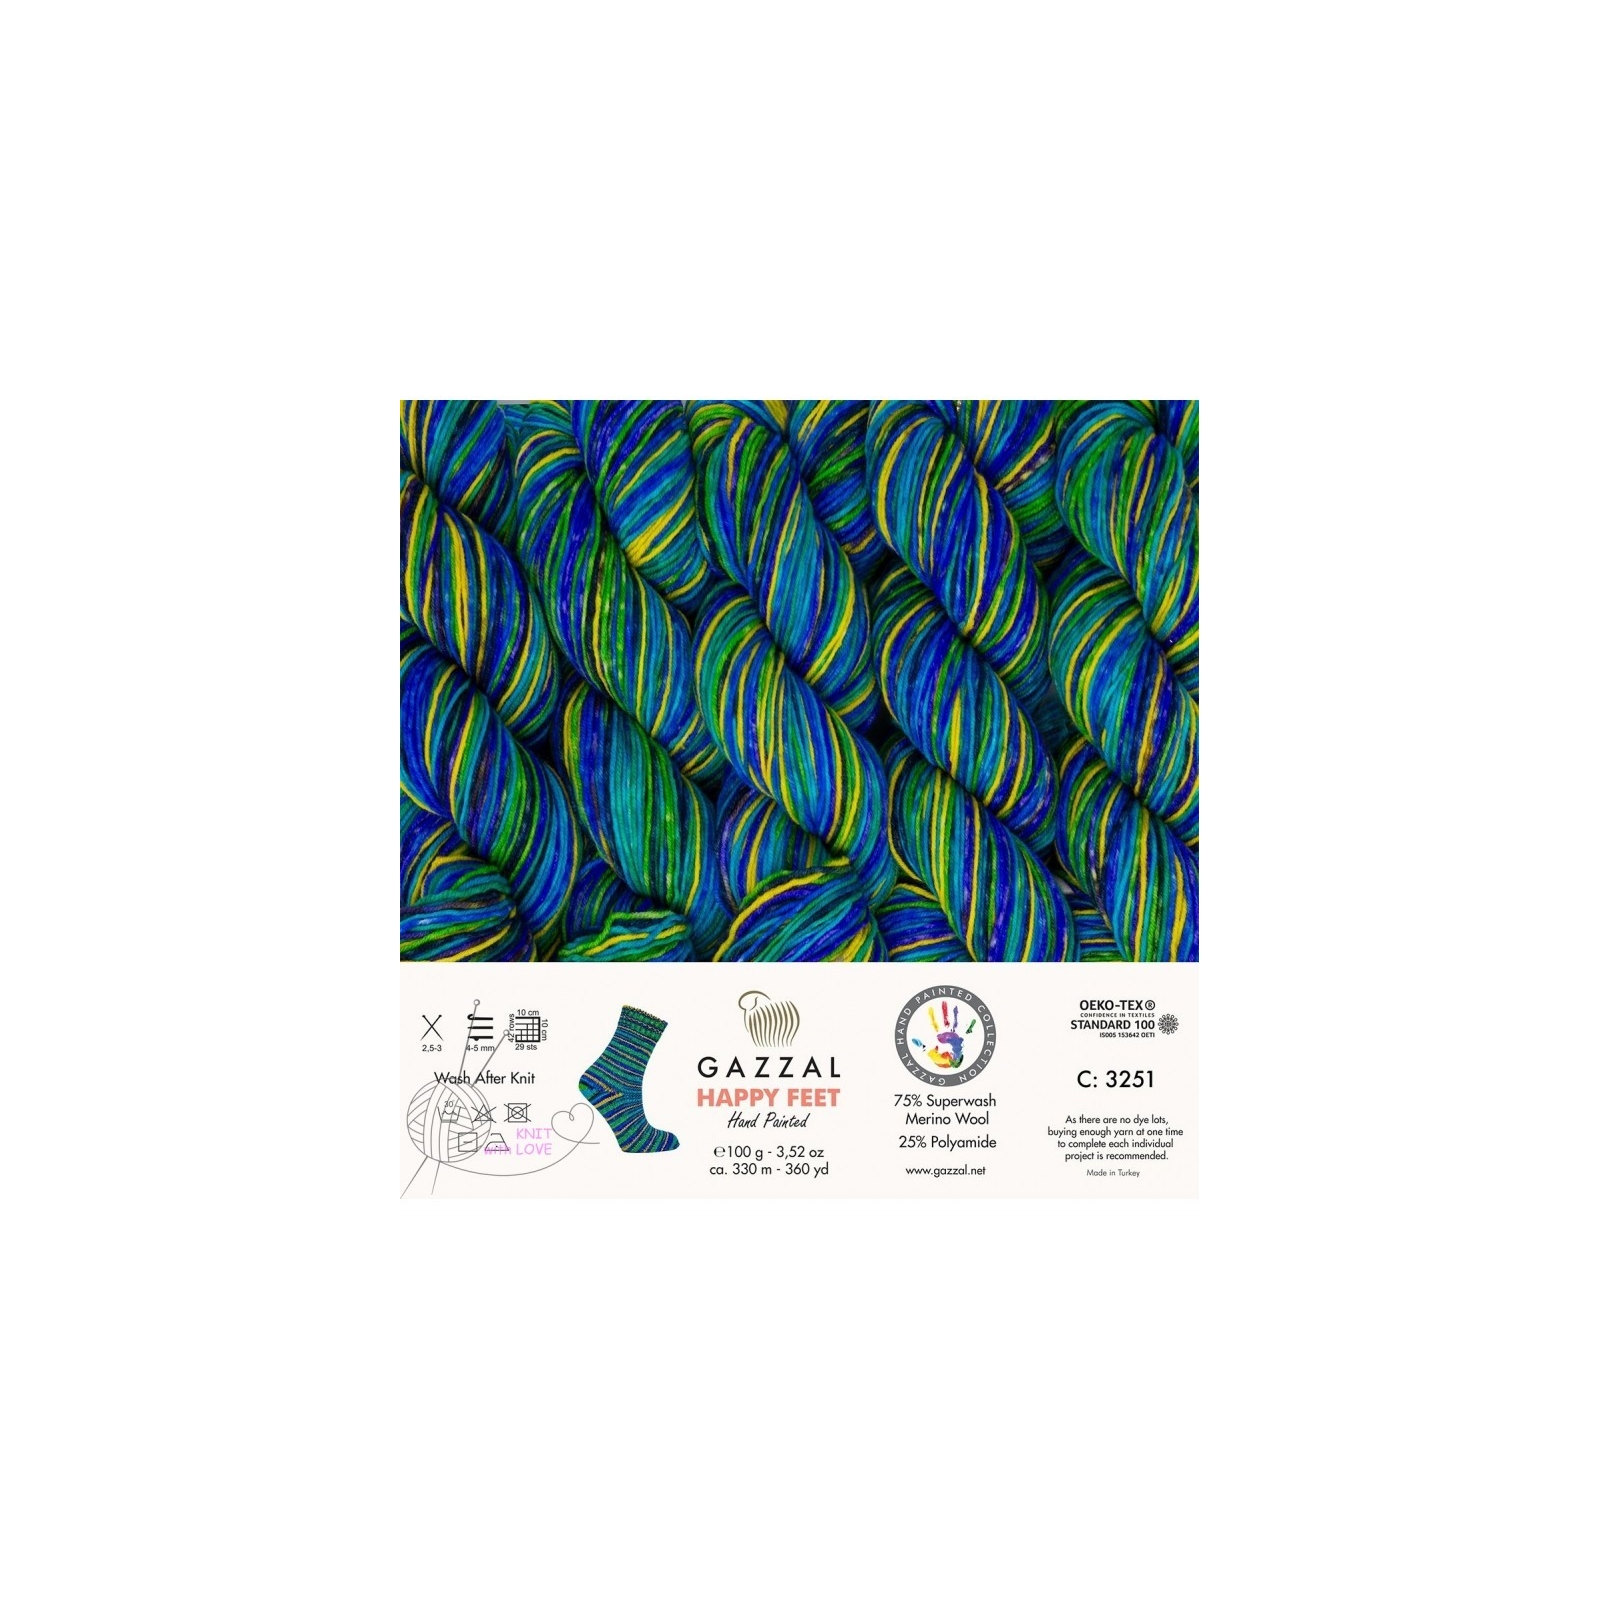 10 cm
42 rows
10 cm
2,5-3
4-5 mm
29 sts
Wash After Knit
30
KNIT
with LOVE
GAZZAL
HAPPY FEET
Hand Painted
℮100 g - 3,52 oz
ca. 330 m - 360 yd
GAZZAL HAND PAINTED COLLECTION
75% Superwash
Merino Wool
25% Polyamide
www.gazzal.net
OEKO-TEX®
CONFIDENCE IN TEXTILES
STANDARD 100
IS005 153642 OETI
C: 3251
As there are no dye lots,
buying enough yarn at one time
to complete each individual
project is recommended.
Made in Turkey